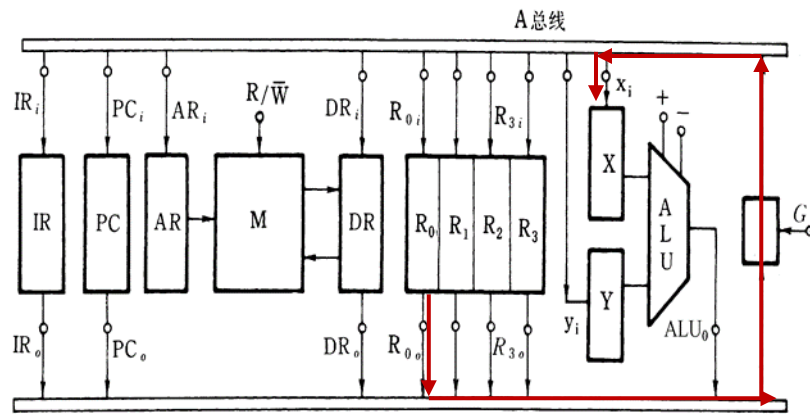 A总线
IRᵢ
PCᵢ
ARᵢ
R/W̅
DRᵢ
R₀ᵢ
R₃ᵢ
xᵢ
+
−
IR
PC
AR
M
DR
R₀
R₁
R₂
R₃
X
Y
A
L
U
G
yᵢ
IRₒ
PCₒ
DRₒ
R₀ₒ
R₃ₒ
ALU₀